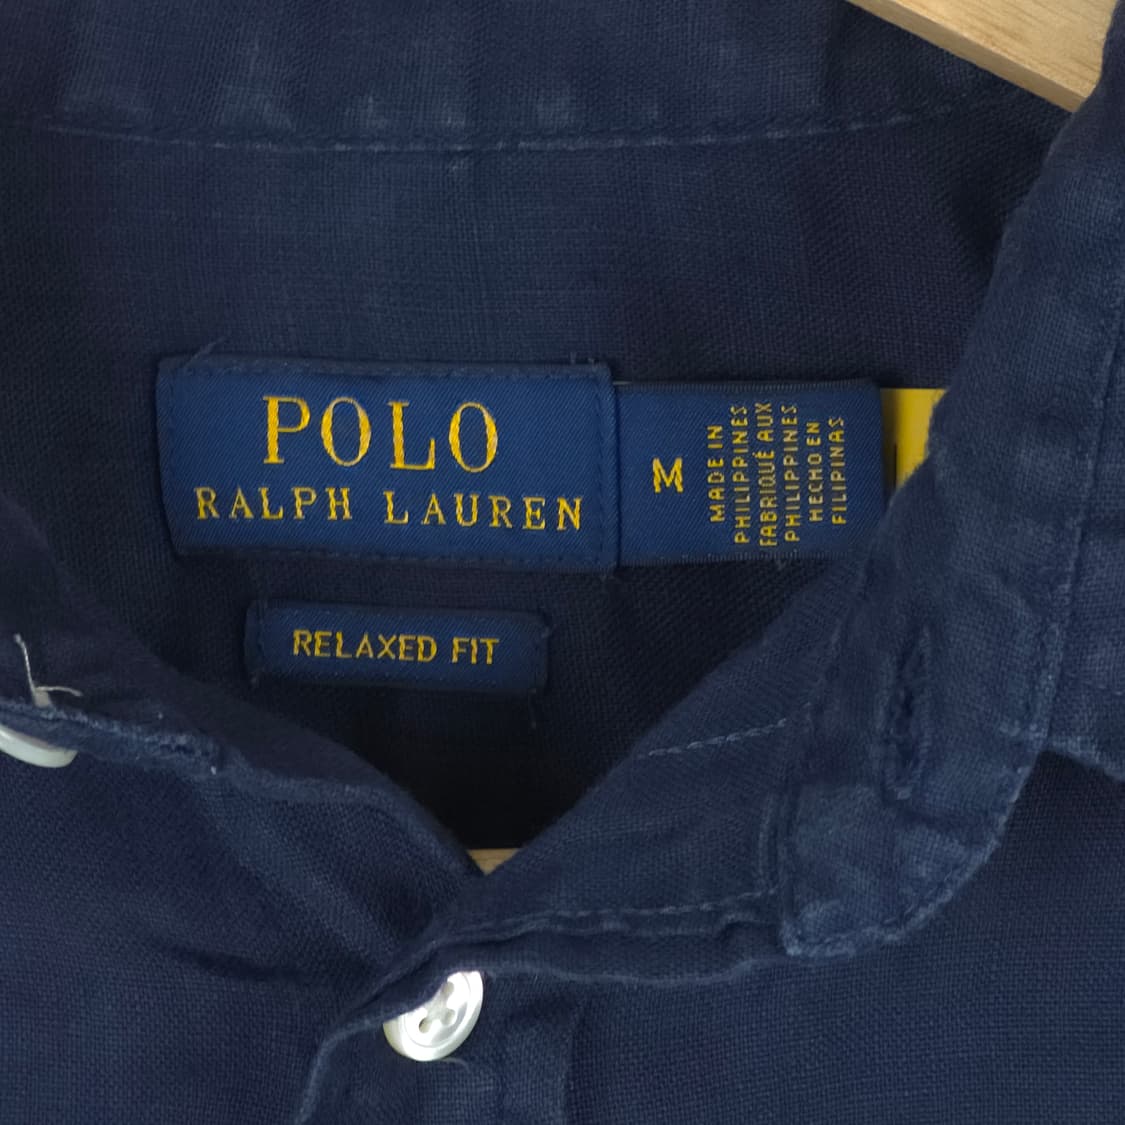 POLO
RALPH LAUREN
M
MADE IN
PHILIPPINES
FABRIQUÉ AUX
PHILIPPINES
HECHO EN
FILIPINAS
RELAXED FIT